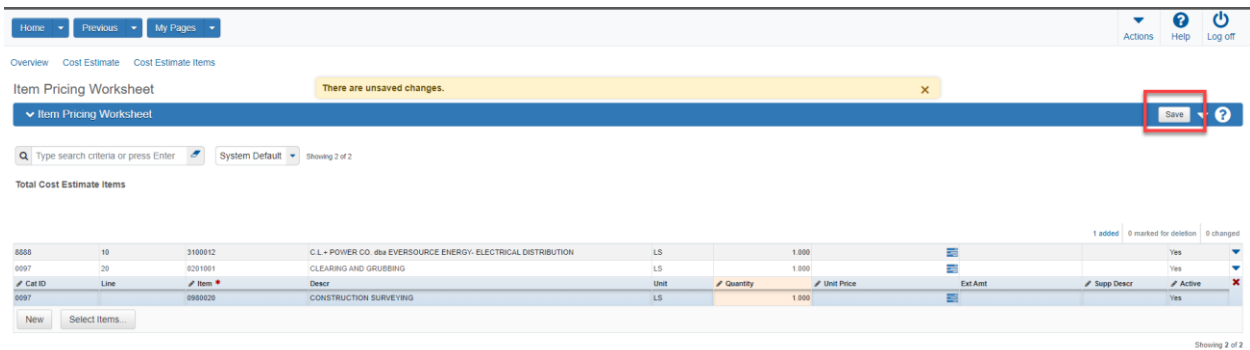 Home Previous My Pages Actions Help Log off
Overview Cost Estimate Cost Estimate Items
Item Pricing Worksheet There are unsaved changes. ×
Item Pricing Worksheet Save ?
Type search criteria or press Enter System Default Showing 2 of 2
Total Cost Estimate Items
1 added 0 marked for deletion 0 changed
8888 10 3100012 C.L.+ POWER CO. dba EVERSOURCE ENERGY- ELECTRICAL DISTRIBUTION LS 1.000 Yes
0097 20 0201001 CLEARING AND GRUBBING LS 1.000 Yes
Cat ID Line Item * Descr Unit Quantity Unit Price Ext Amt Supp Descr Active
0097 0980020 CONSTRUCTION SURVEYING LS 1.000 Yes
New Select Items...
Showing 2 of 2